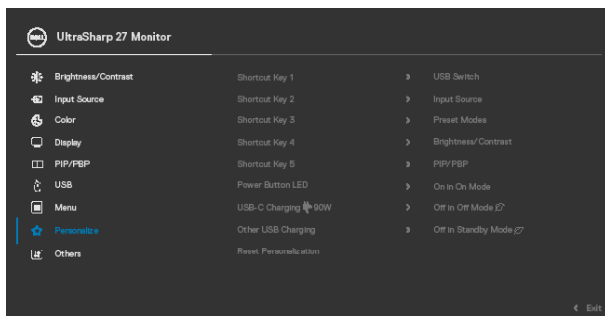 DELL UltraSharp 27 Monitor
Brightness/Contrast Shortcut Key 1 USB Switch
Input Source Shortcut Key 2 Input Source
Color Shortcut Key 3 Preset Modes
Display Shortcut Key 4 Brightness/Contrast
PIP/PBP Shortcut Key 5 PIP/PBP
USB Power Button LED On in On Mode
Menu USB-C Charging 90W Off in Off Mode
Personalize Other USB Charging Off in Standby Mode
Others Reset Personalization
Exit